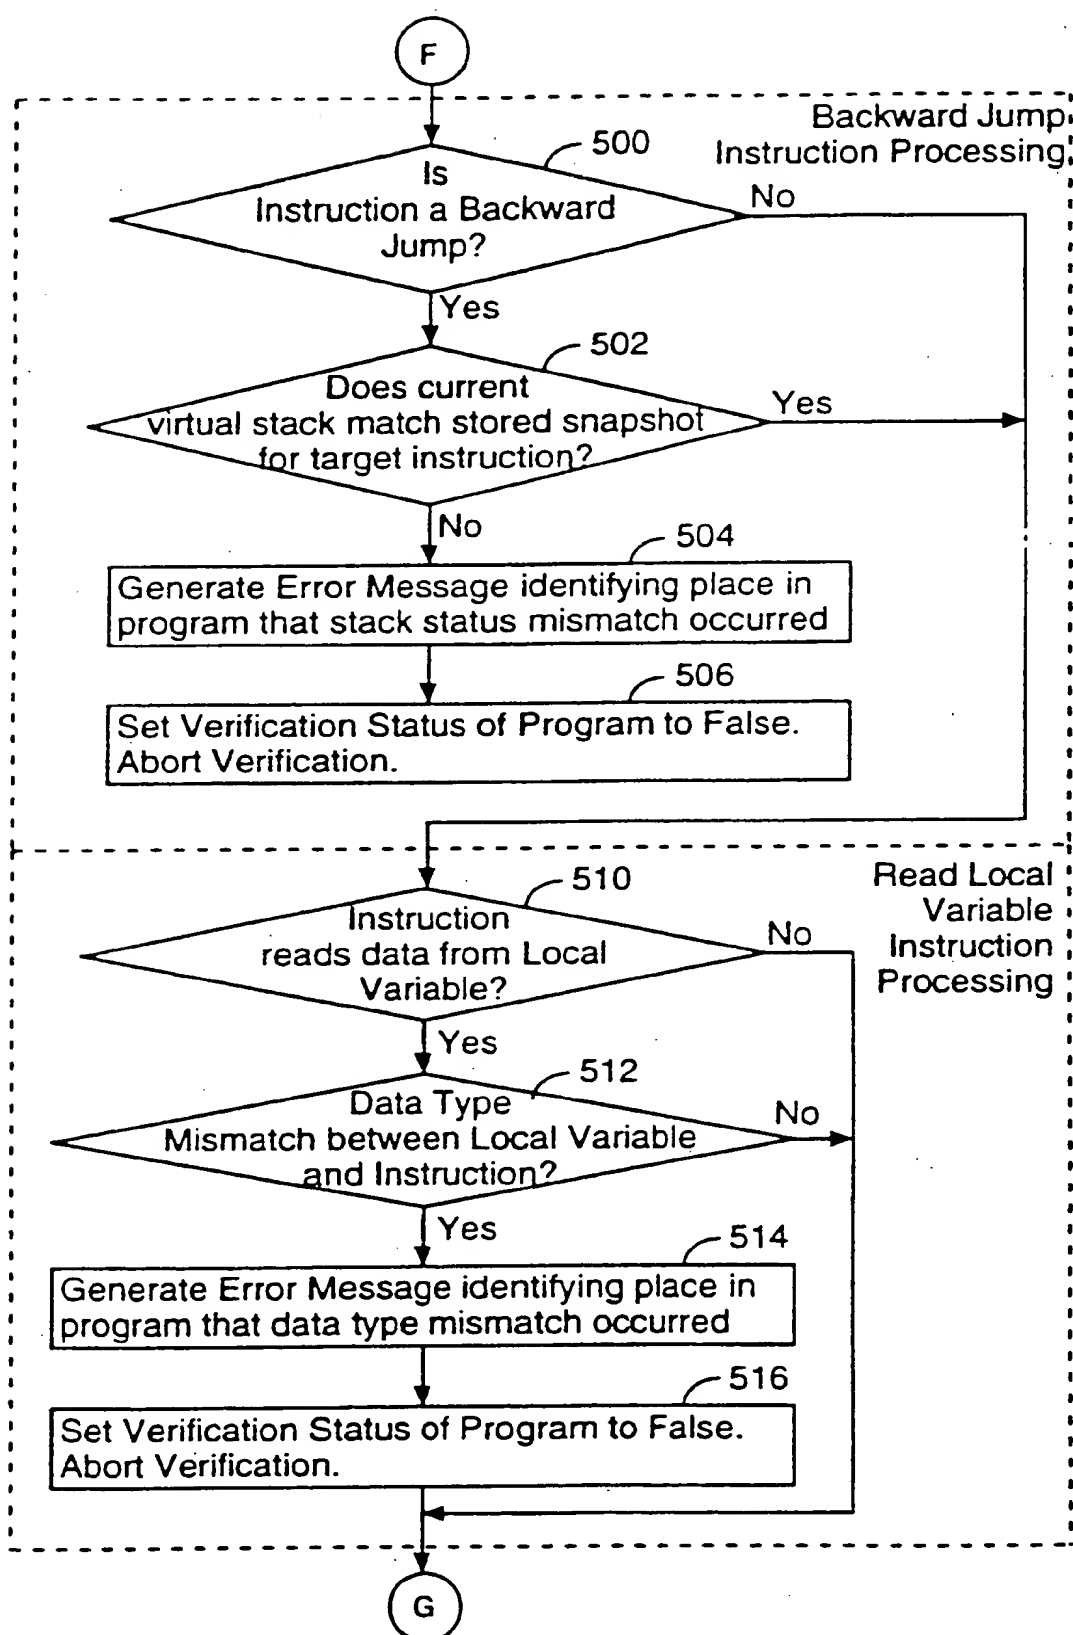 F
Backward Jump
Instruction Processing
500
Is
Instruction a Backward
Jump?
No
Yes
502
Does current
virtual stack match stored snapshot
for target instruction?
Yes
No
504
Generate Error Message identifying place in
program that stack status mismatch occurred
506
Set Verification Status of Program to False.
Abort Verification.
Read Local
Variable
Instruction
Processing
510
Instruction
reads data from Local
Variable?
No
Yes
512
Data Type
Mismatch between Local Variable
and Instruction?
No
Yes
514
Generate Error Message identifying place in
program that data type mismatch occurred
516
Set Verification Status of Program to False.
Abort Verification.
G